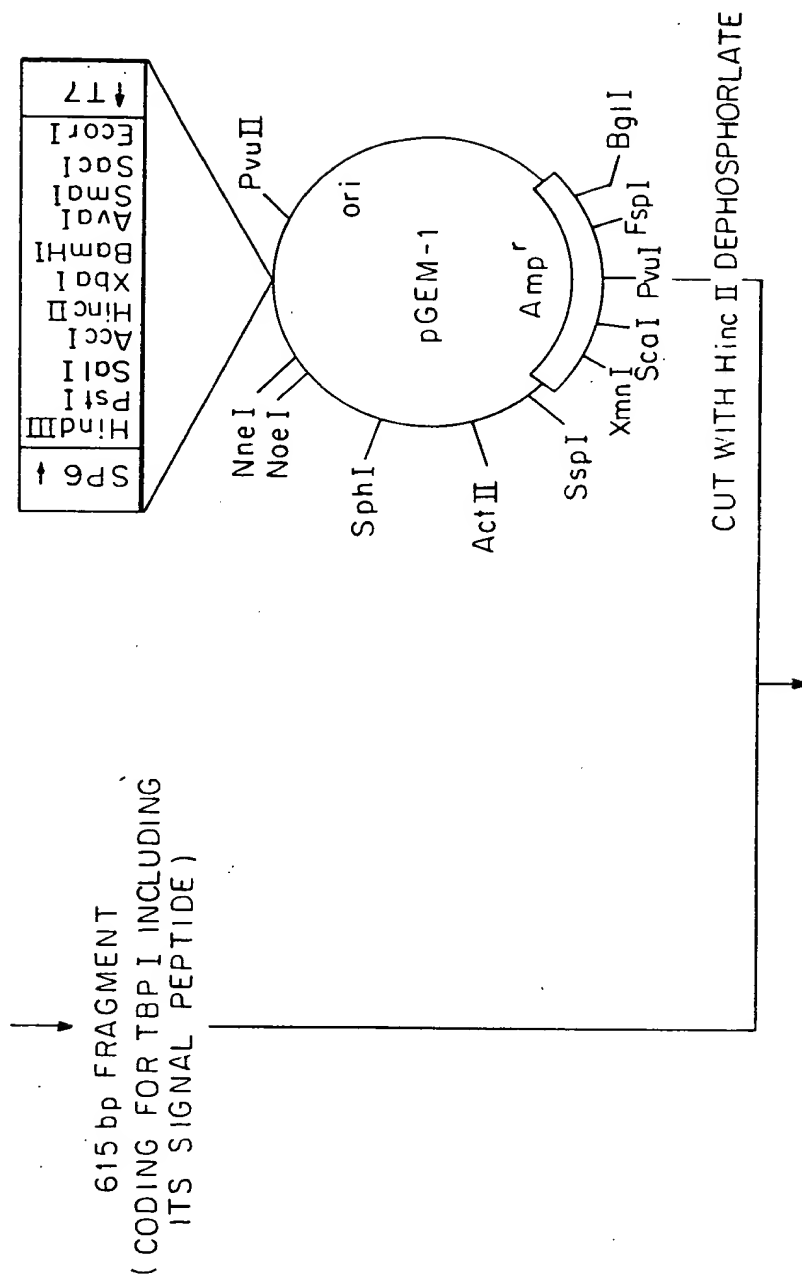 615 bp FRAGMENT
( CODING FOR TBP I INCLUDING
ITS SIGNAL PEPTIDE )
SP6
HindIII
PstI
SalI
AccI
HincII
XbaI
BamHI
AvaI
SmaI
SacI
EcorI
T7
PvuII
NneI
NoeI
SphI
ActII
SspI
XmnI
ScaI
PvuI
FspI
BglI
ori
pGEM-1
Ampr
CUT WITH Hinc II DEPHOSPHORLATE